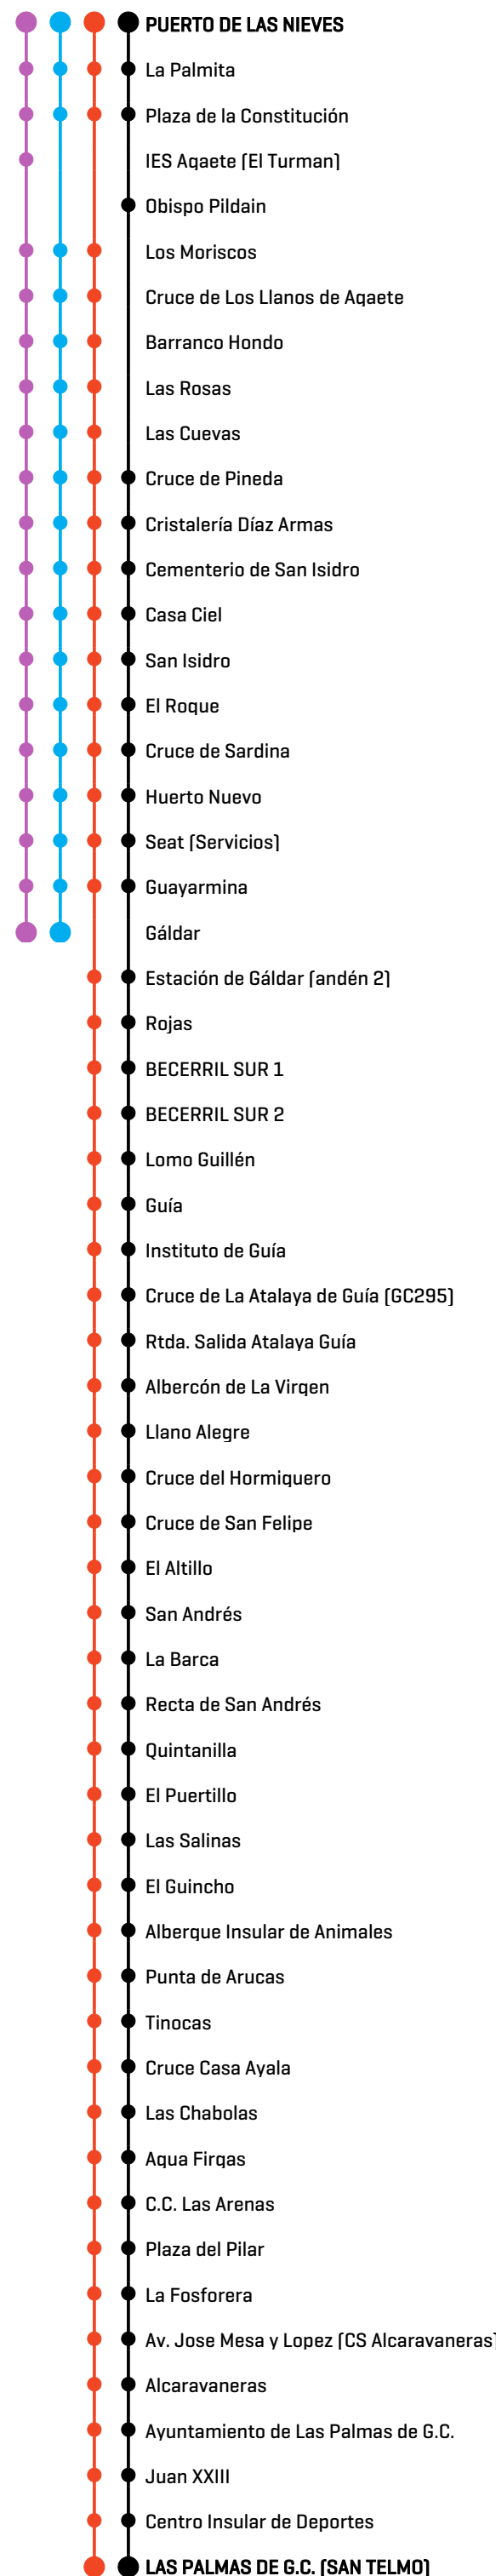 PUERTO DE LAS NIEVES
La Palmita
Plaza de la Constitución
IES Agaete (El Turman)
Obispo Pildain
Los Moriscos
Cruce de Los Llanos de Agaete
Barranco Hondo
Las Rosas
Las Cuevas
Cruce de Pineda
Cristalería Díaz Armas
Cementerio de San Isidro
Casa Ciel
San Isidro
El Roque
Cruce de Sardina
Huerto Nuevo
Seat (Servicios)
Guayarmina
Gáldar
Estación de Gáldar (andén 2)
Rojas
BECERRIL SUR 1
BECERRIL SUR 2
Lomo Guillén
Guía
Instituto de Guía
Cruce de La Atalaya de Guía (GC295)
Rtda. Salida Atalaya Guía
Albercón de La Virgen
Llano Alegre
Cruce del Hormiguero
Cruce de San Felipe
El Altillo
San Andrés
La Barca
Recta de San Andrés
Quintanilla
El Puertillo
Las Salinas
El Guincho
Albergue Insular de Animales
Punta de Arucas
Tinocas
Cruce Casa Ayala
Las Chabolas
Agua Firgas
C.C. Las Arenas
Plaza del Pilar
La Fosforera
Av. Jose Mesa y Lopez (CS Alcaravaneras)
Alcaravaneras
Ayuntamiento de Las Palmas de G.C.
Juan XXIII
Centro Insular de Deportes
LAS PALMAS DE G.C. (SAN TELMO)